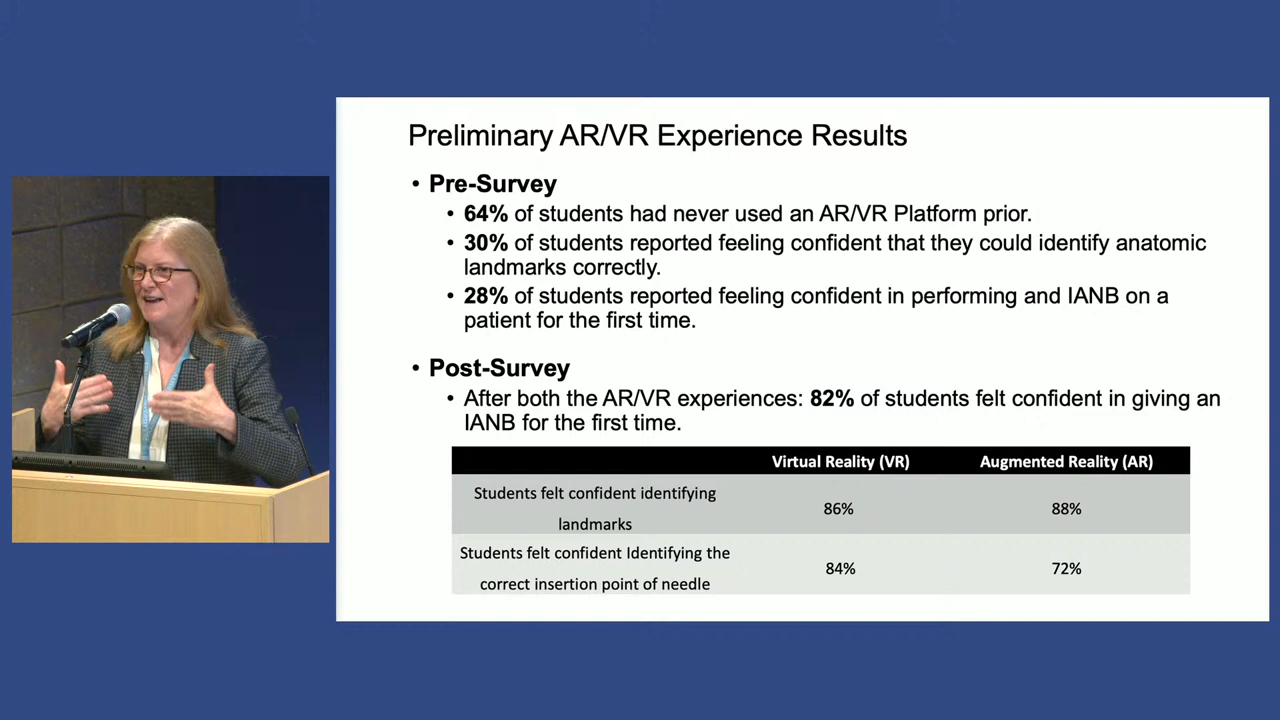 Preliminary AR/VR Experience Results
• Pre-Survey
• 64% of students had never used an AR/VR Platform prior.
• 30% of students reported feeling confident that they could identify anatomic
landmarks correctly.
• 28% of students reported feeling confident in performing and IANB on a
patient for the first time.
• Post-Survey
• After both the AR/VR experiences: 82% of students felt confident in giving an
IANB for the first time.
Virtual Reality (VR) Augmented Reality (AR)
Students felt confident identifying
landmarks
86% 88%
Students felt confident Identifying the
correct insertion point of needle
84% 72%